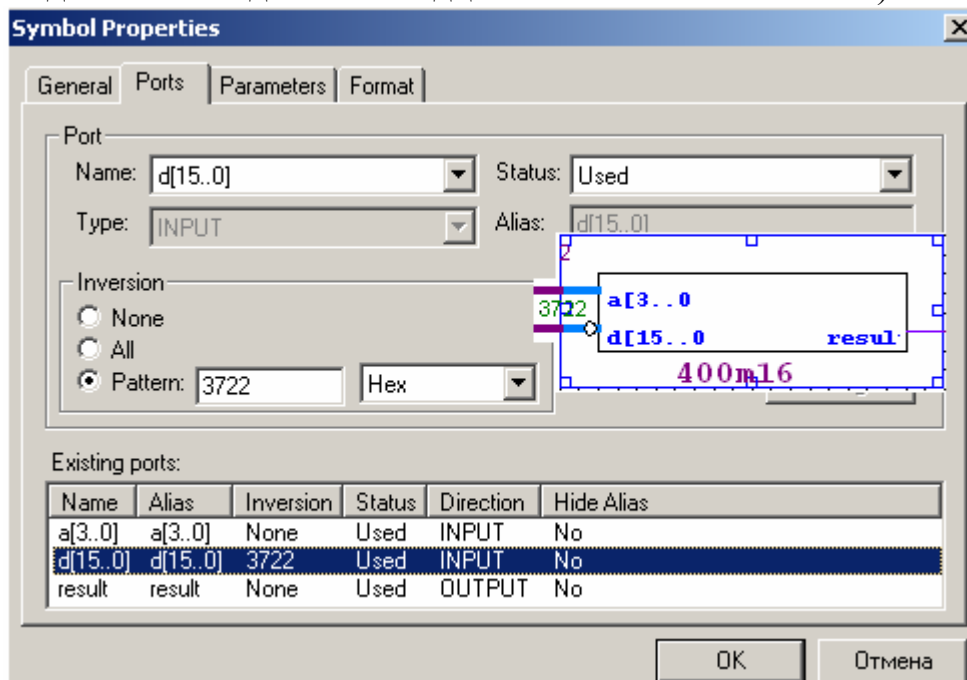 Symbol Properties
General Ports Parameters Format
Port
Name: d[15..0] Status: Used
Type: INPUT Alias: d[15..0]
Inversion
None
All
Pattern: 3722 Hex
2
3722
a[3..0
d[15..0 resul
400m16
Existing ports:
Name Alias Inversion Status Direction Hide Alias
a[3..0] a[3..0] None Used INPUT No
d[15..0] d[15..0] 3722 Used INPUT No
result result None Used OUTPUT No
OK Отмена